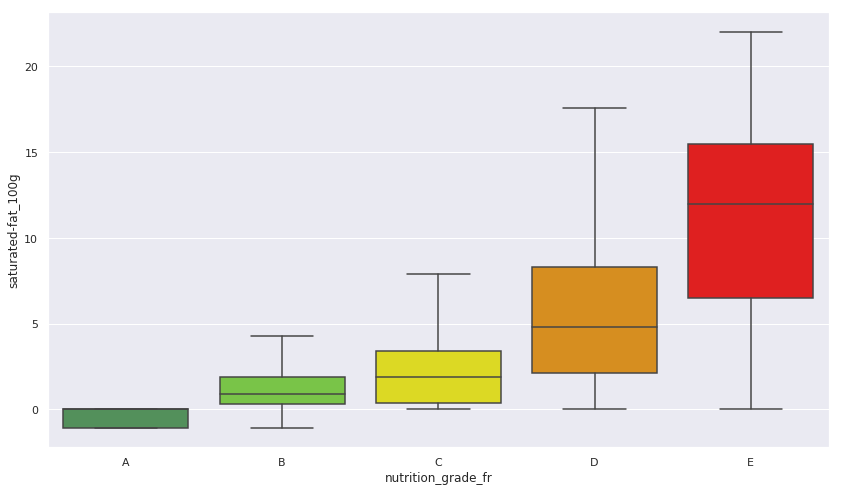 saturated-fat_100g
20
15
10
5
0
A B C D E
nutrition_grade_fr